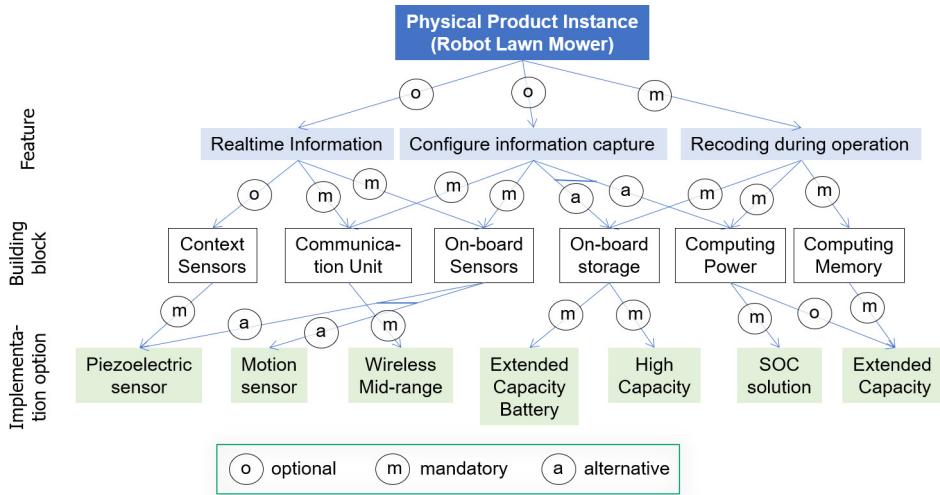 Physical Product Instance
(Robot Lawn Mower)
o
o
m
Feature
Realtime Information
Configure information capture
Recoding during operation
o
m
m
m
m
a
a
m
m
m
Building
block
Context
Sensors
Communica-
tion Unit
On-board
Sensors
On-board
storage
Computing
Power
Computing
Memory
m
a
a
m
m
m
m
o
m
Implementa-
tion option
Piezoelectric
sensor
Motion
sensor
Wireless
Mid-range
Extended
Capacity
Battery
High
Capacity
SOC
solution
Extended
Capacity
o optional
m mandatory
a alternative